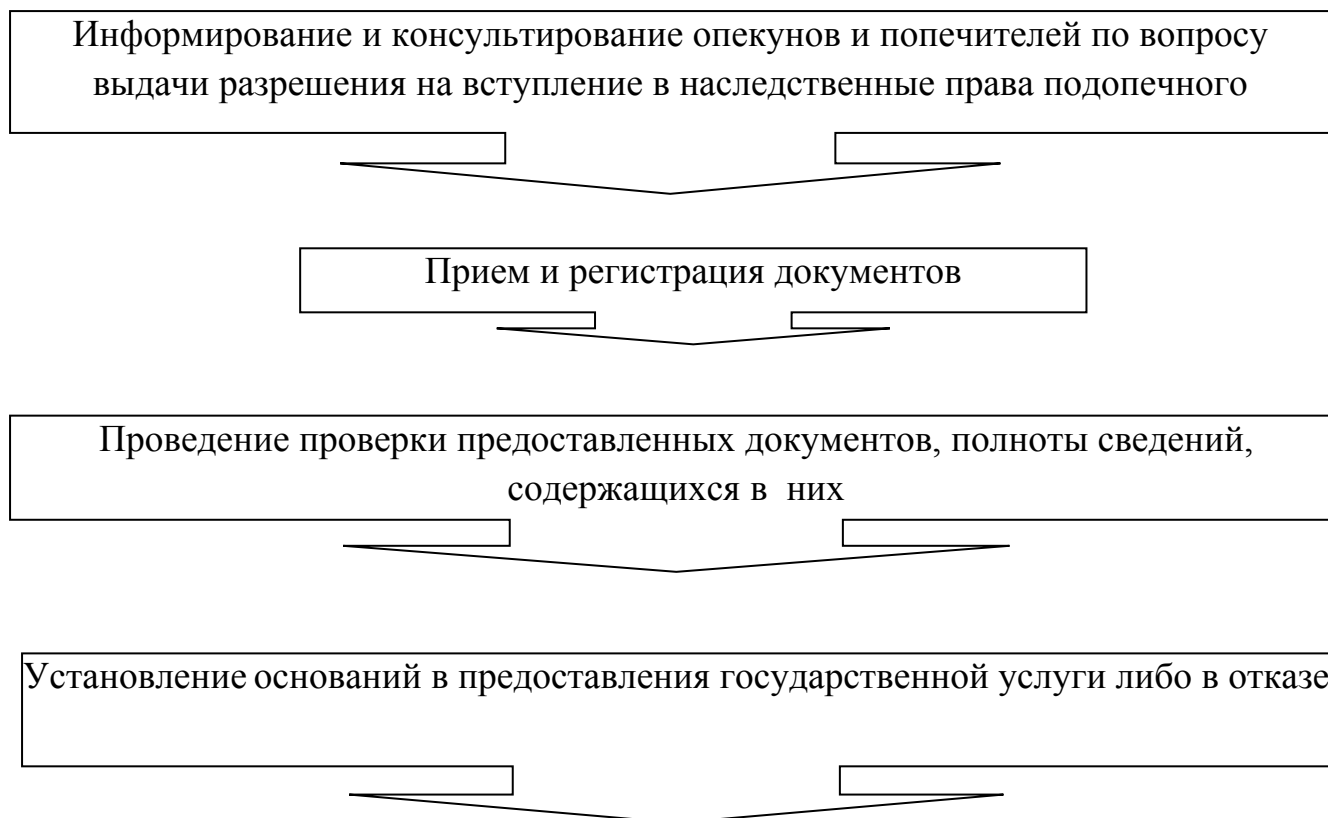 Информирование и консультирование опекунов и попечителей по вопросу
выдачи разрешения на вступление в наследственные права подопечного
Прием и регистрация документов
Проведение проверки предоставленных документов, полноты сведений,
содержащихся в них
Установление оснований в предоставления государственной услуги либо в отказе